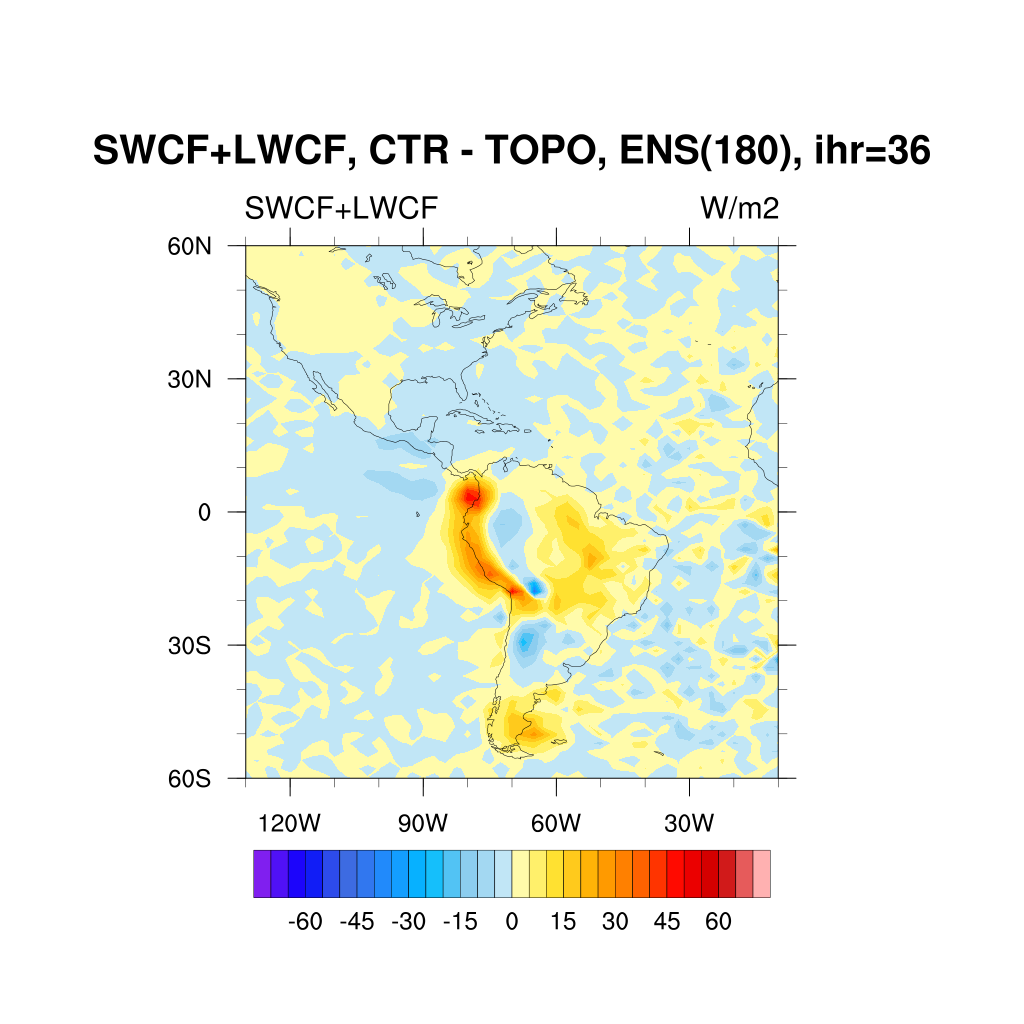 SWCF+LWCF, CTR - TOPO, ENS(180), ihr=36
SWCF+LWCF W/m2
60N
30N
0
30S
60S
120W 90W 60W 30W
-60 -45 -30 -15 0 15 30 45 60